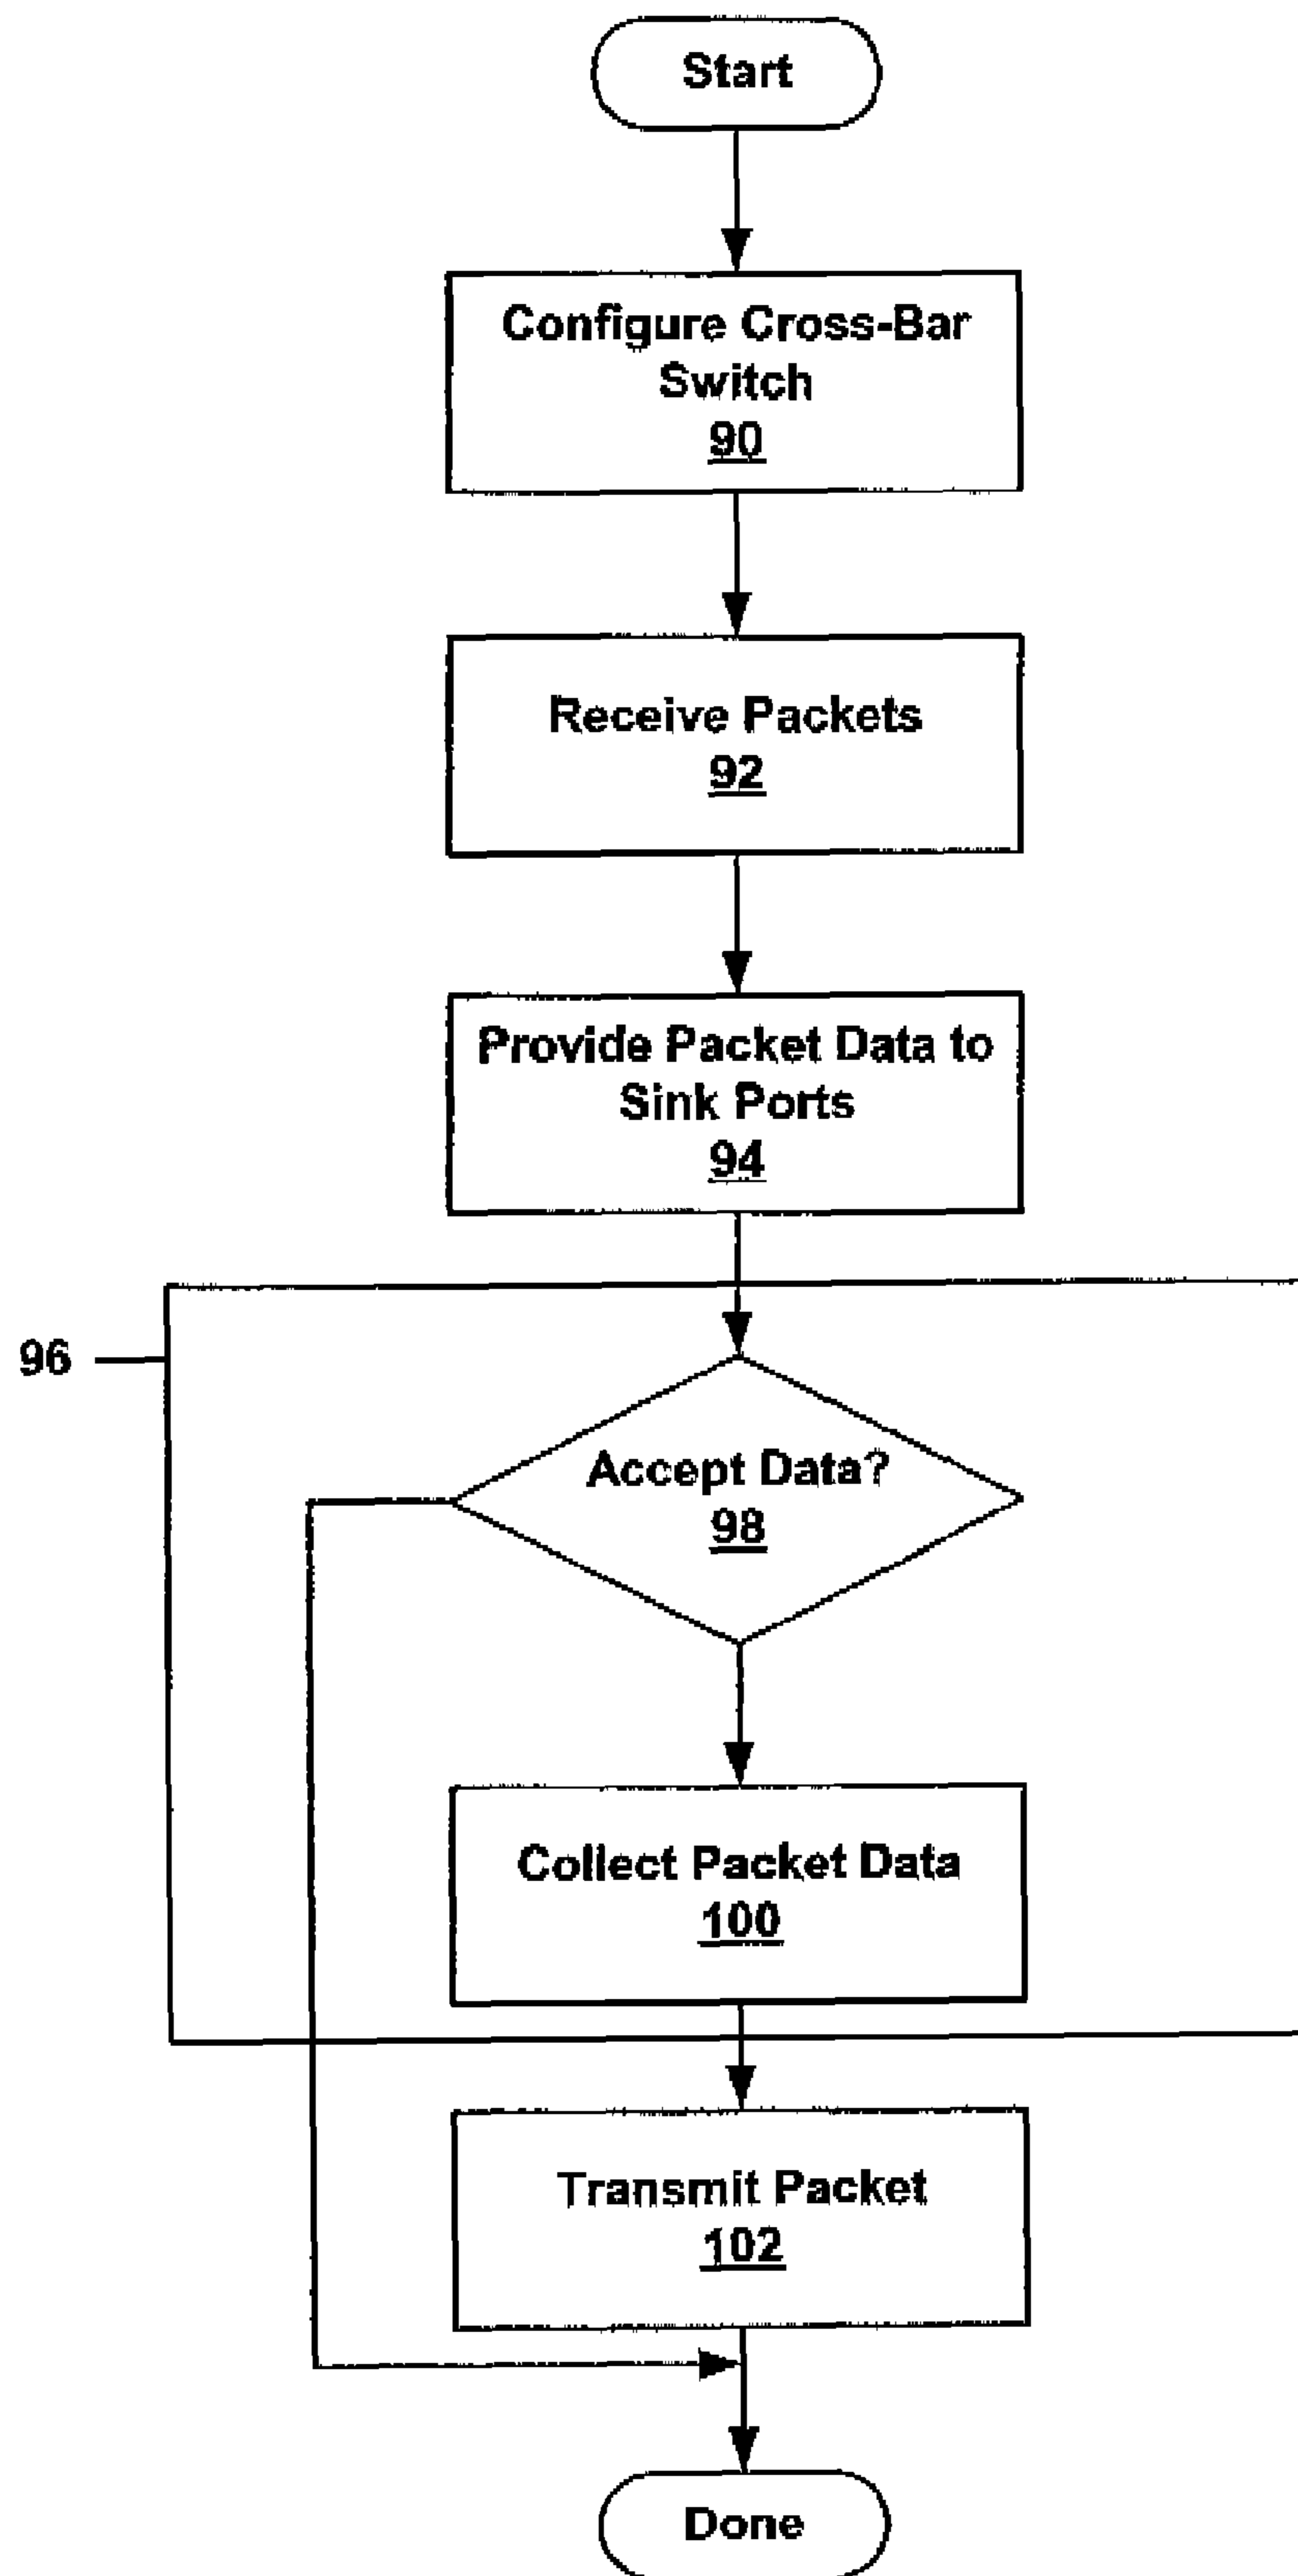 Start
Configure Cross-Bar
Switch
90
Receive Packets
92
Provide Packet Data to
Sink Ports
94
96
Accept Data?
98
Collect Packet Data
100
Transmit Packet
102
Done